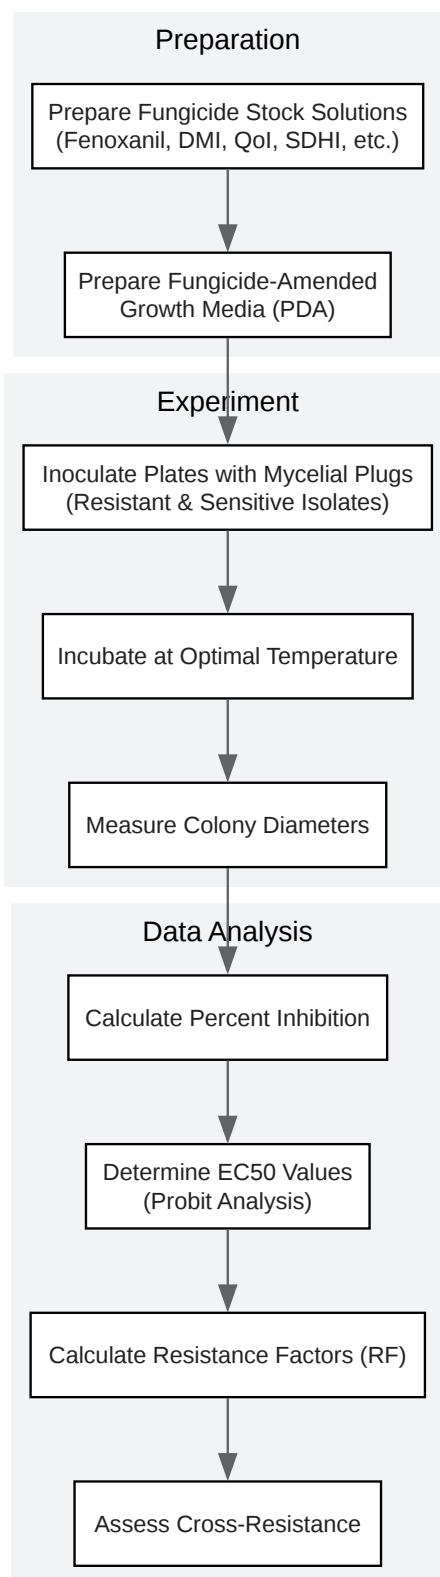 Preparation
Prepare Fungicide Stock Solutions
(Fenoxanil, DMI, QoI, SDHI, etc.)
Prepare Fungicide-Amended
Growth Media (PDA)
Experiment
Inoculate Plates with Mycelial Plugs
(Resistant & Sensitive Isolates)
Incubate at Optimal Temperature
Measure Colony Diameters
Data Analysis
Calculate Percent Inhibition
Determine EC50 Values
(Probit Analysis)
Calculate Resistance Factors (RF)
Assess Cross-Resistance